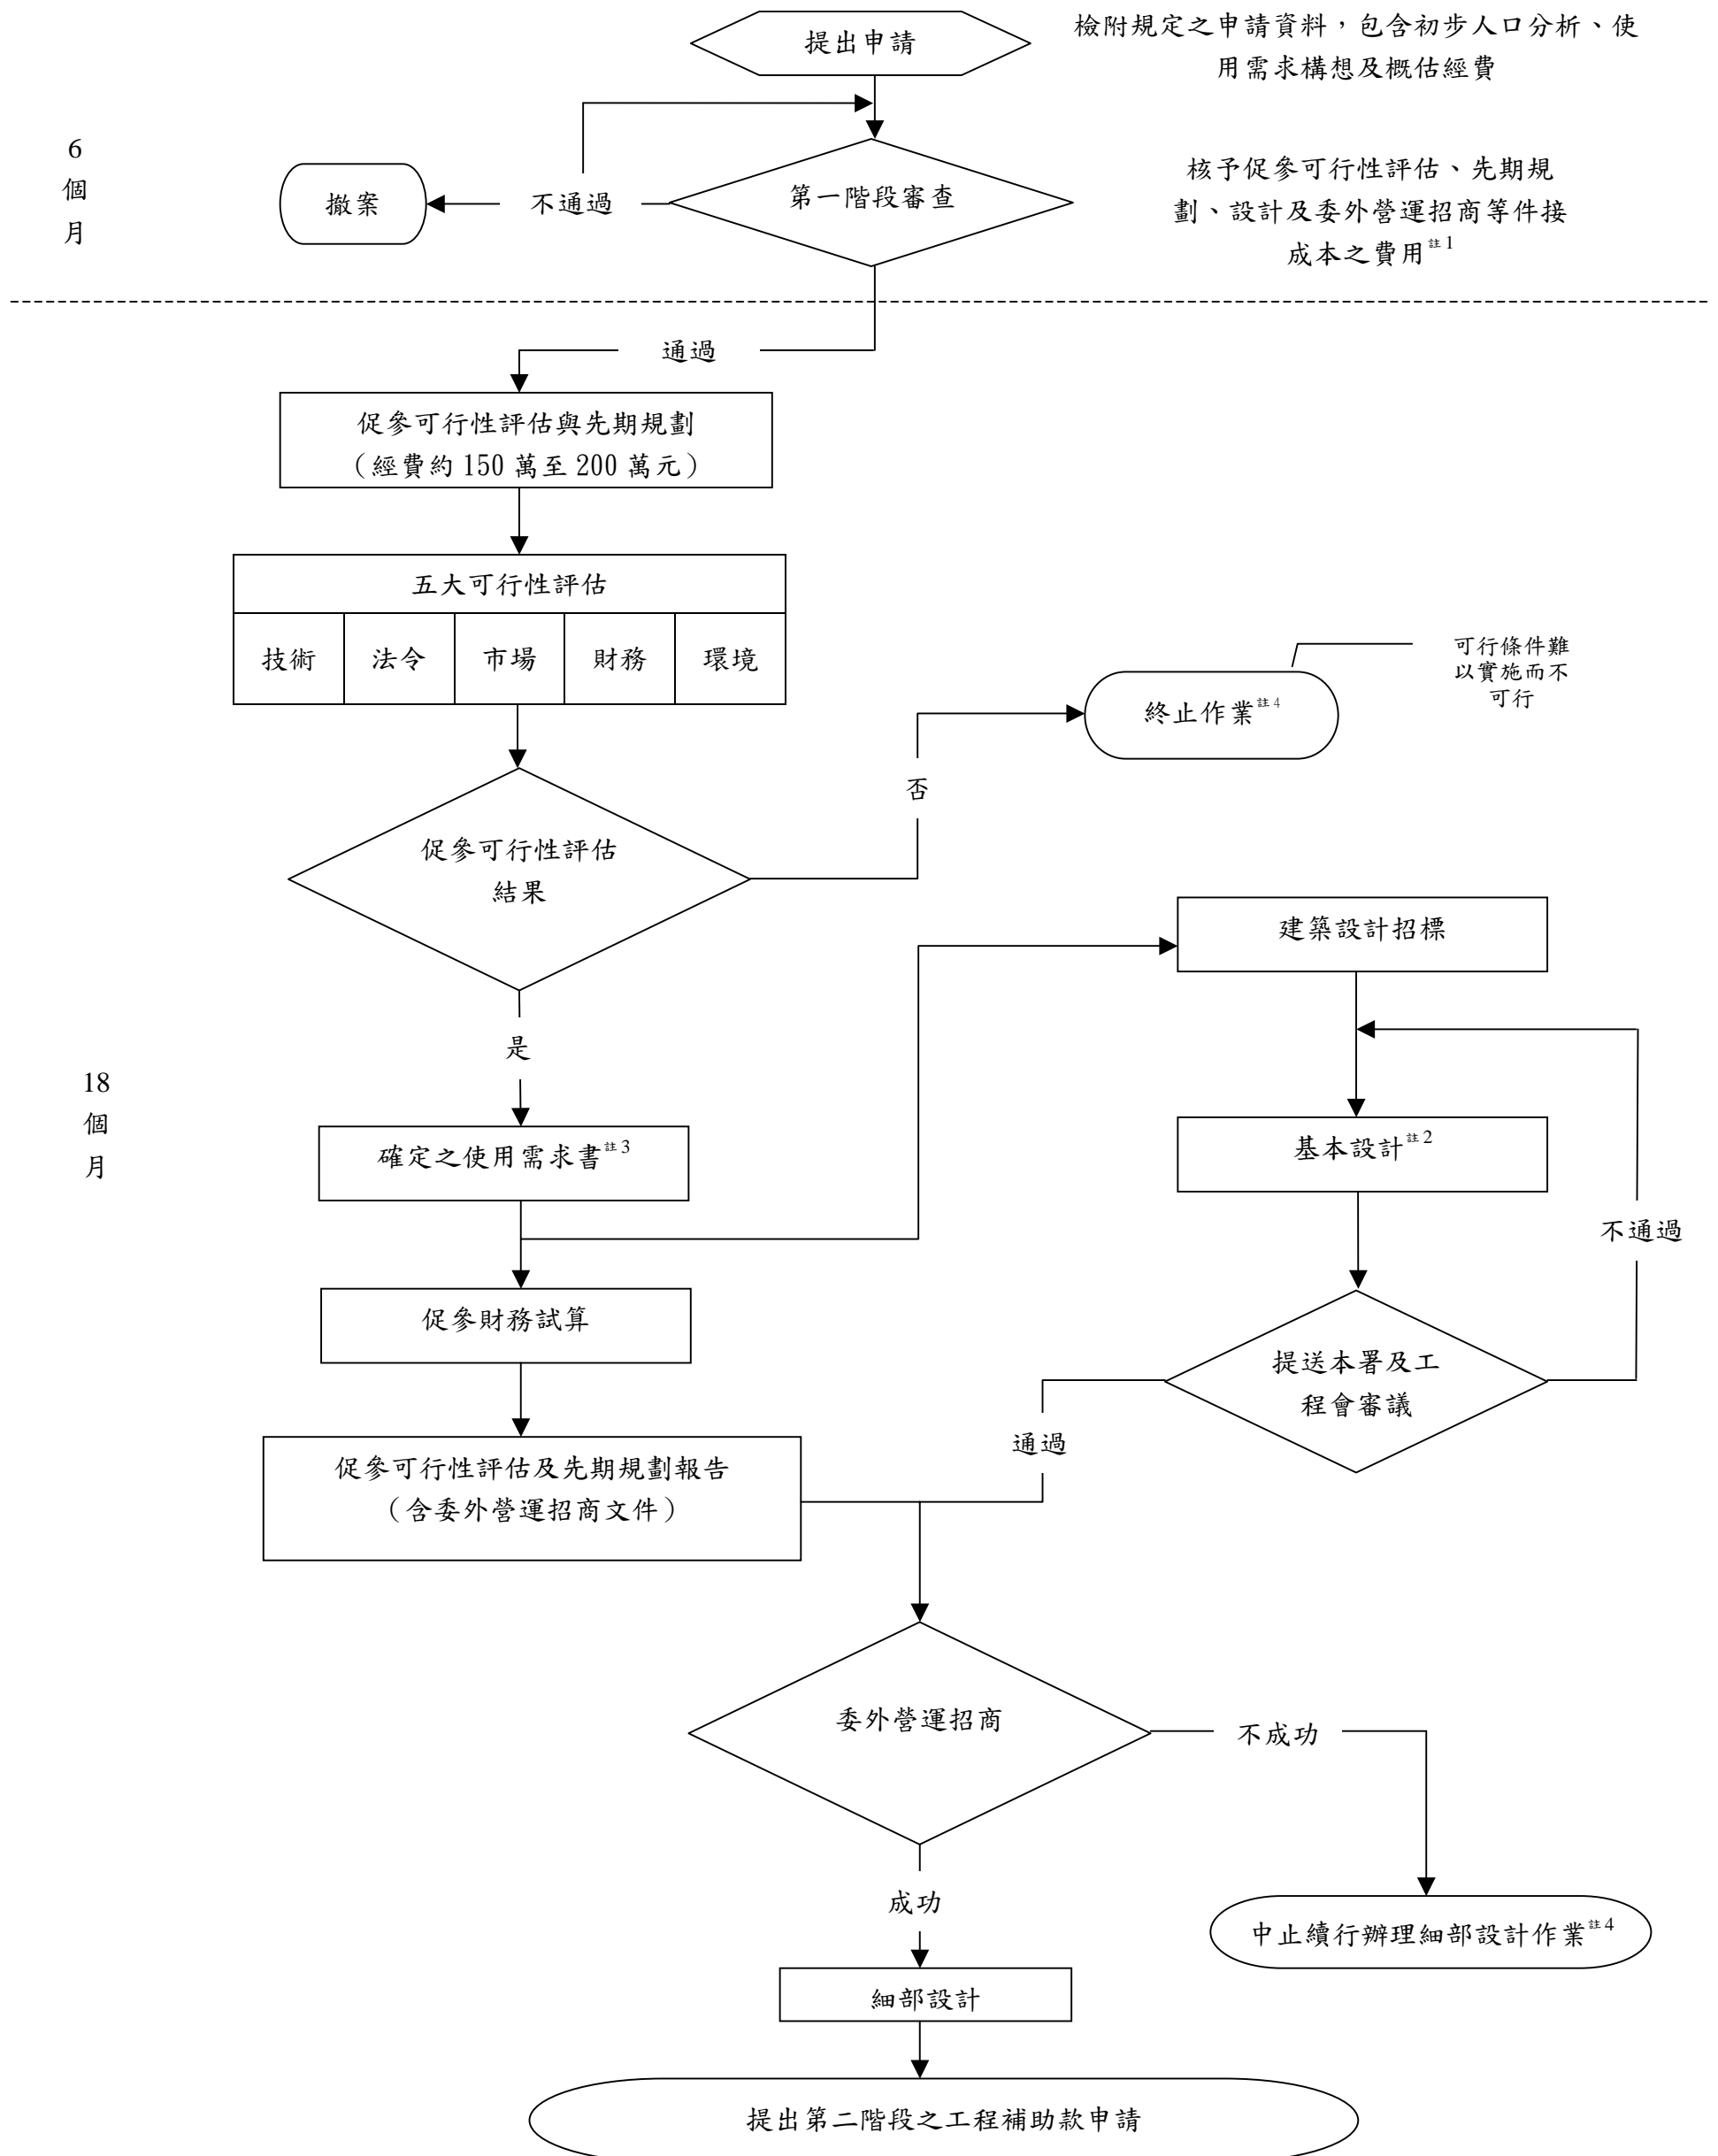 提出申請
檢附規定之申請資料,包含初步人口分析、使
用需求構想及概估經費
6
個
月
撤案
不通過
第一階段審查
核予促參可行性評估、先期規
劃、設計及委外營運招商等件接
成本之費用註1
通過
促參可行性評估與先期規劃
(經費約 150 萬至 200 萬元)
五大可行性評估
技術 法令 市場 財務 環境
可行條件難
以實施而不
可行
終止作業註4
否
促參可行性評估
結果
建築設計招標
是
18
個
月
確定之使用需求書註3
基本設計註2
不通過
促參財務試算
提送本署及工
程會審議
通過
促參可行性評估及先期規劃報告
(含委外營運招商文件)
委外營運招商
不成功
成功
中止續行辦理細部設計作業註4
細部設計
提出第二階段之工程補助款申請